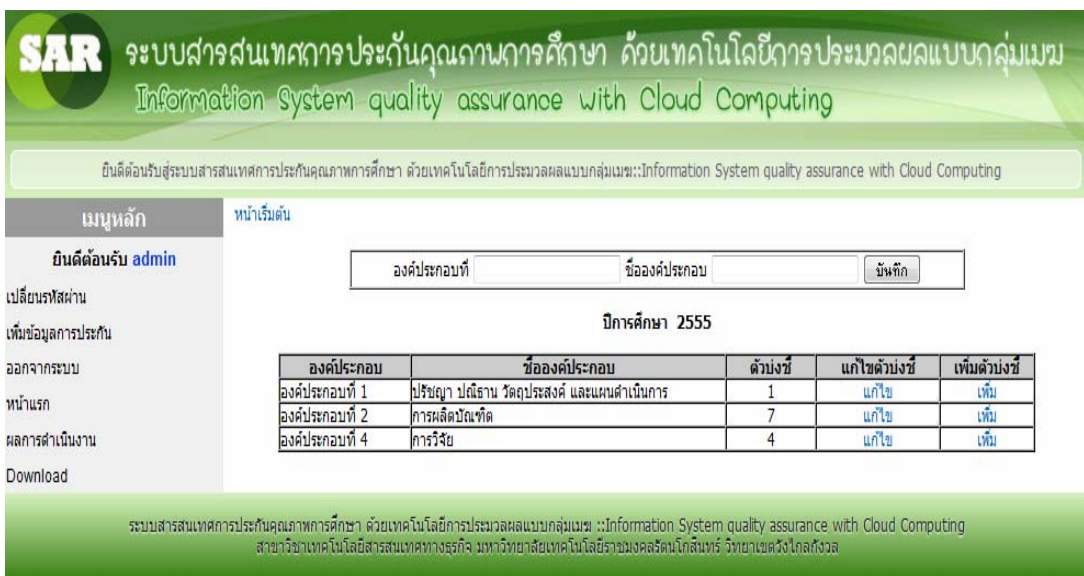 SAR ระบบสารสนเทศการประกันคุณภาพการศึกษา ด้วยเทคโนโลยีการประมวลผลแบบกลุ่มเมฆ
Information System quality assurance with Cloud Computing
ยินดีต้อนรับสู่ระบบสารสนเทศการประกันคุณภาพการศึกษา ด้วยเทคโนโลยีการประมวลผลแบบกลุ่มเมฆ::Information System quality assurance with Cloud Computing
เมนูหลัก
ยินดีต้อนรับ admin
เปลี่ยนรหัสผ่าน
เพิ่มข้อมูลการประกัน
ออกจากระบบ
หน้าแรก
ผลการดำเนินงาน
Download
หน้าเริ่มต้น
องค์ประกอบที่ ชื่อองค์ประกอบ บันทึก
ปีการศึกษา 2555
องค์ประกอบ ชื่อองค์ประกอบ ตัวบ่งชี้ แก้ไขตัวบ่งชี้ เพิ่มตัวบ่งชี้
องค์ประกอบที่ 1 ปรัชญา ปณิธาน วัตถุประสงค์ และแผนดำเนินการ 1 แก้ไข เพิ่ม
องค์ประกอบที่ 2 การผลิตบัณฑิต 7 แก้ไข เพิ่ม
องค์ประกอบที่ 4 การวิจัย 4 แก้ไข เพิ่ม
ระบบสารสนเทศการประกันคุณภาพการศึกษา ด้วยเทคโนโลยีการประมวลผลแบบกลุ่มเมฆ ::Information System quality assurance with Cloud Computing
สาขาวิชาเทคโนโลยีสารสนเทศทางธุรกิจ มหาวิทยาลัยเทคโนโลยีราชมงคลรัตนโกสินทร์ วิทยาเขตวังไกลกังวล